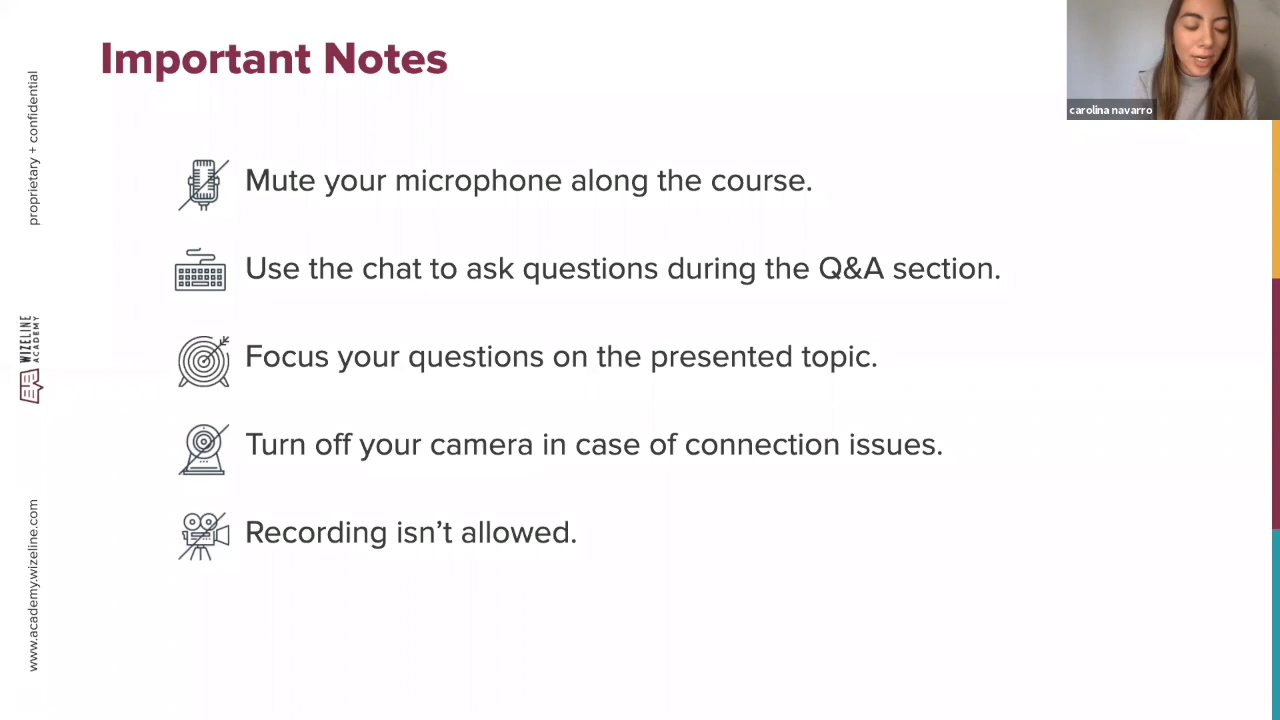 Important Notes
carolina navarro
Mute your microphone along the course.
Use the chat to ask questions during the Q&A section.
Focus your questions on the presented topic.
Turn off your camera in case of connection issues.
Recording isn’t allowed.
proprietary + confidential
WIZELINE
ACADEMY
www.academy.wizeline.com